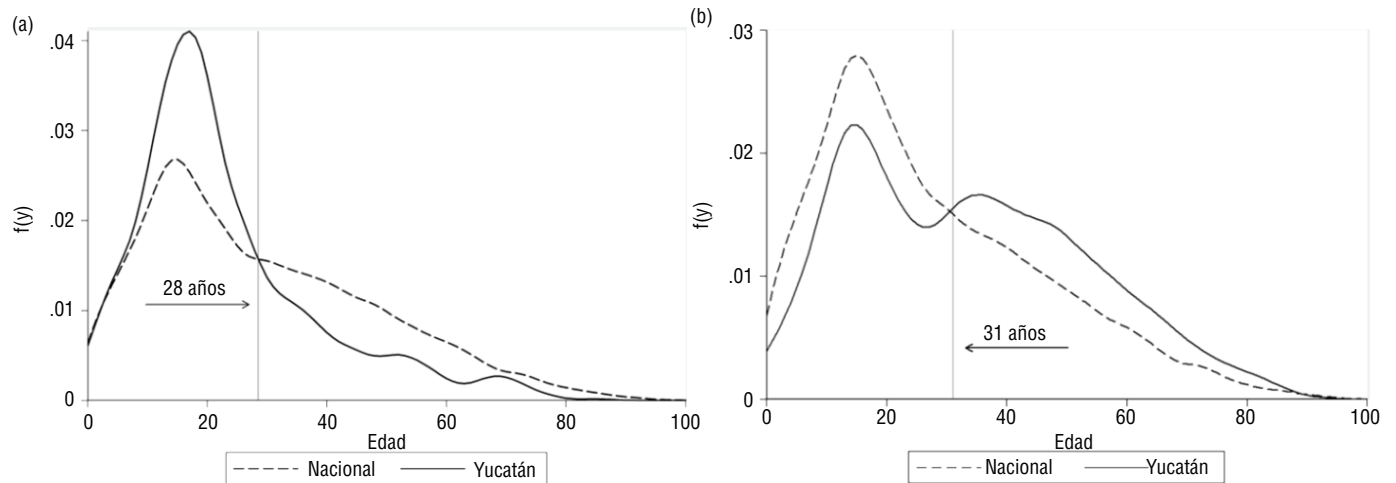 (a)
f(y)
.04
.03
.02
.01
0
28 años
0 20 40 60 80 100
Edad
Nacional Yucatán
(b)
f(y)
.03
.02
.01
0
31 años
0 20 40 60 80 100
Edad
Nacional Yucatán